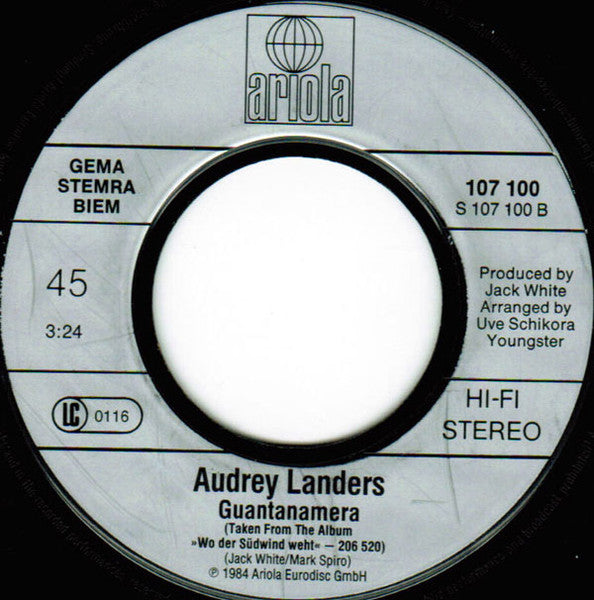 ariola
GEMA
STEMRA
BIEM
107 100
S 107 100 B
45
3:24
Produced by
Jack White
Arranged by
Uve Schikora
Youngster
LC 0116
HI-FI
STEREO
Audrey Landers
Guantanamera
(Taken From The Album
»Wo der Südwind weht« – 206 520)
(Jack White/Mark Spiro)
℗ 1984 Ariola Eurodisc GmbH